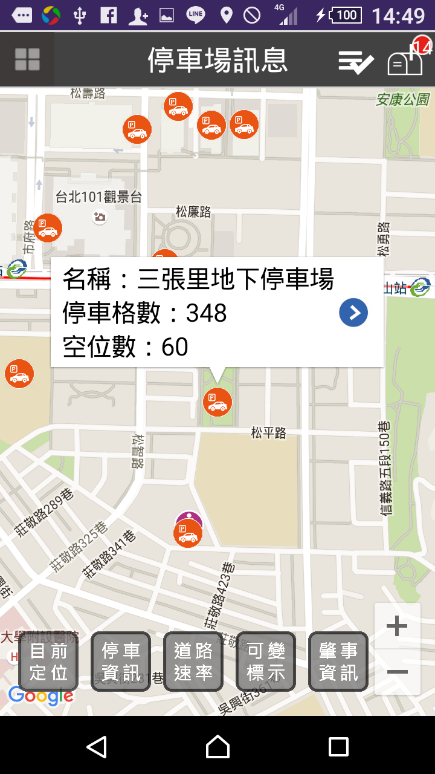 LINE
4G
100
14:49
停車場訊息
14
松壽路
安康公園
台北101觀景台
松廉路
市府路
松勇路
站
山站
名稱：三張里地下停車場
停車格數：348
空位數：60
松平路
松智路
信義路五段150巷
莊敬路289巷
莊敬路325巷
莊敬路341巷
莊敬路423巷
吳興街
目前定位
停車資訊
道路速率
可變標示
肇事資訊
+
−
Google